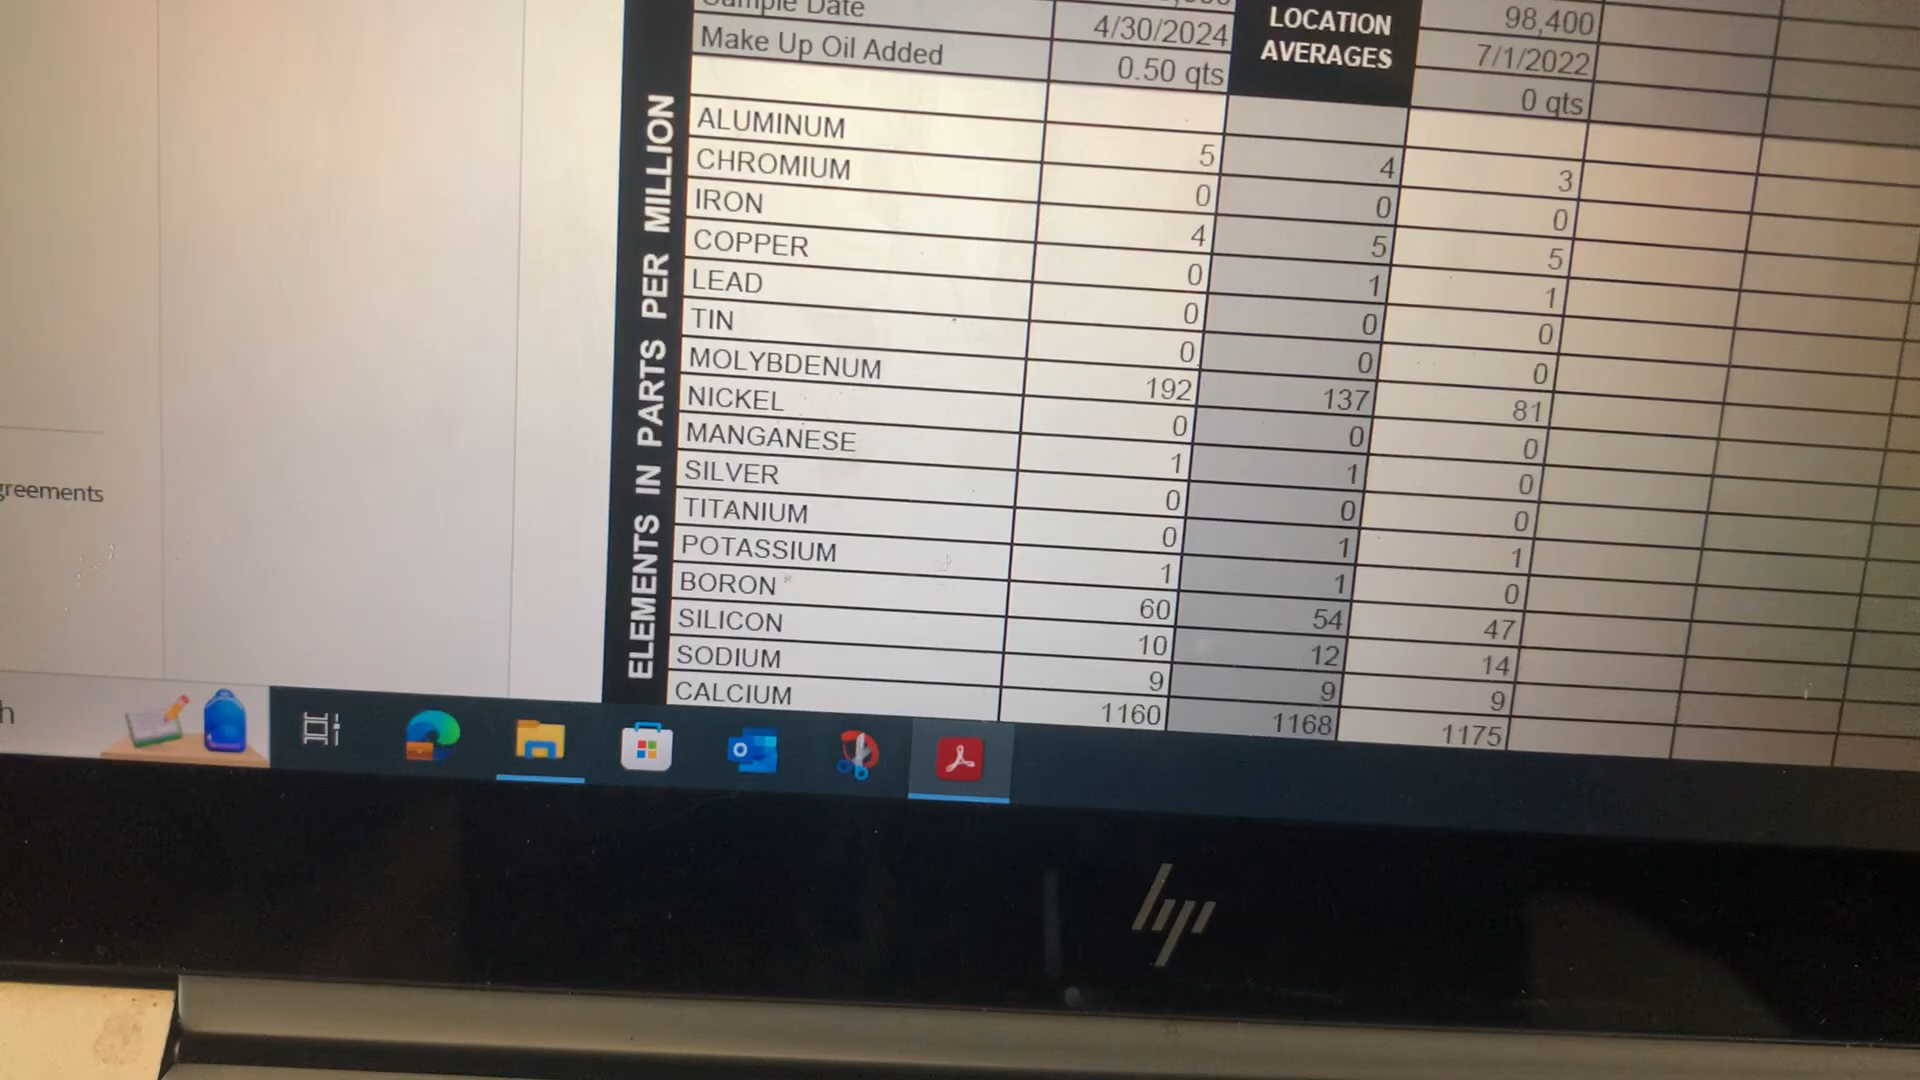 Sample Date 4/30/2024 LOCATION AVERAGES 98,400
7/1/2022
Make Up Oil Added 0.50 qts 0 qts
ELEMENTS IN PARTS PER MILLION
ALUMINUM 5 4 3
CHROMIUM 0 0 0
IRON 4 5 5
COPPER 0 1 1
LEAD 0 0 0
TIN 0 0 0
MOLYBDENUM 192 137 81
NICKEL 0 0 0
MANGANESE 1 1 0
SILVER 0 0 0
TITANIUM 0 1 1
POTASSIUM 1 1 0
BORON 60 54 47
SILICON 10 12 14
SODIUM 9 9 9
CALCIUM 1160 1168 1175
greements
h
hp